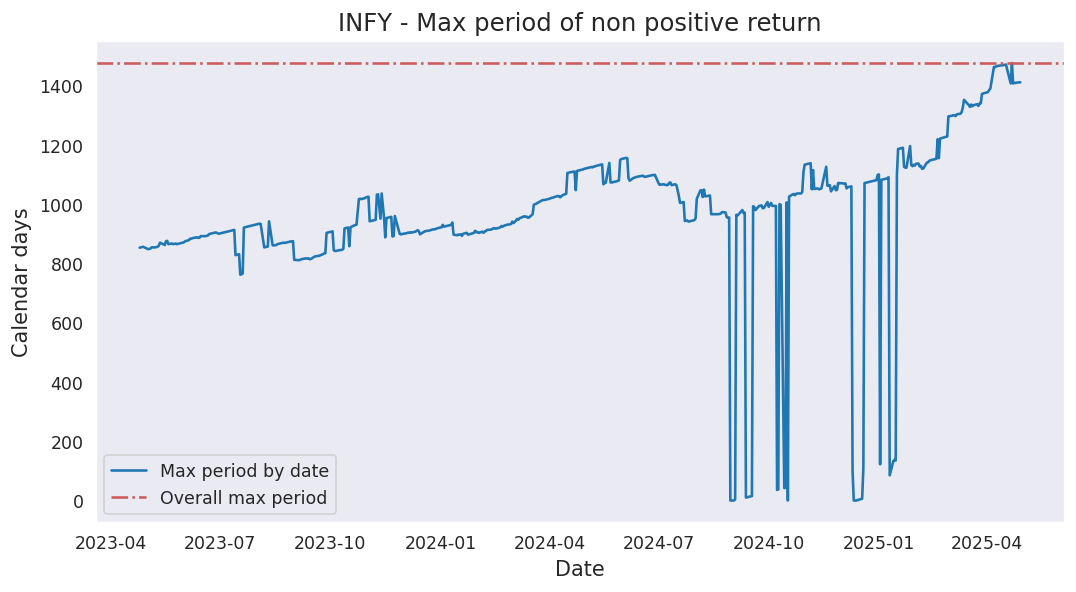 INFY - Max period of non positive return
Calendar days
1400
1200
1000
800
600
400
200
0
Max period by date
Overall max period
2023-04 2023-07 2023-10 2024-01 2024-04 2024-07 2024-10 2025-01 2025-04
Date